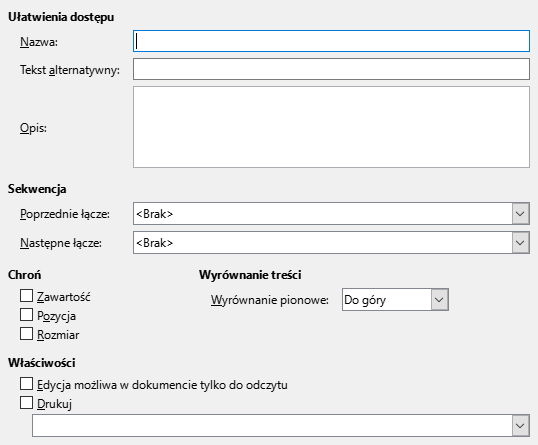 Ułatwienia dostępu
Nazwa:
Tekst alternatywny:
Opis:
Sekwencja
Poprzednie łącze: <Brak>
Następne łącze: <Brak>
Chroń Wyrównanie treści
Zawartość Wyrównanie pionowe: Do góry
Pozycja
Rozmiar
Właściwości
Edycja możliwa w dokumencie tylko do odczytu
Drukuj